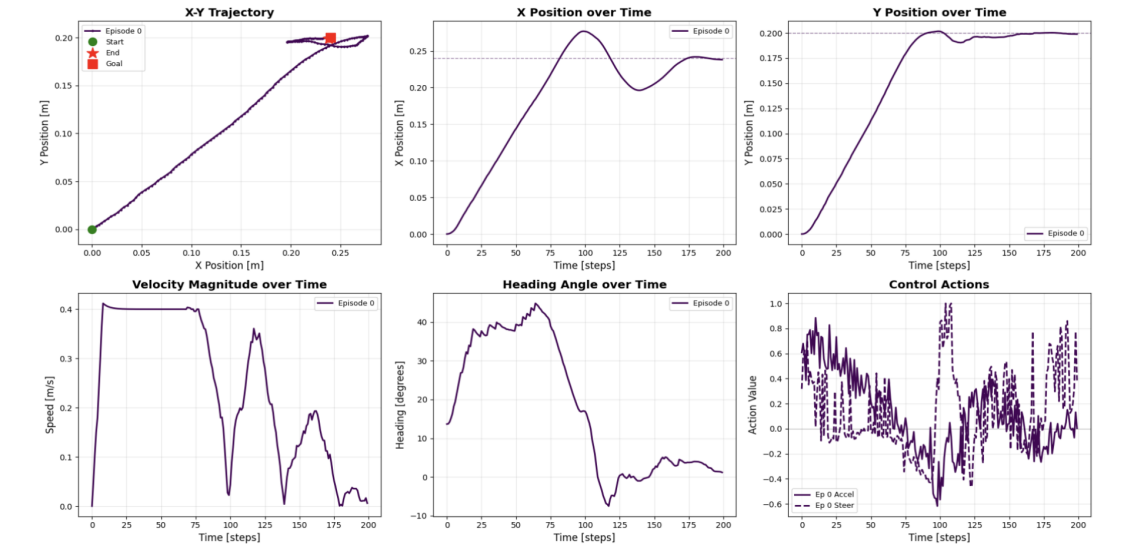 X-Y Trajectory
Episode 0
Start
End
Goal
0.20
0.15
0.10
0.05
0.00
Y Position [m]
0.00 0.05 0.10 0.15 0.20 0.25
X Position [m]
X Position over Time
Episode 0
0.25
0.20
0.15
0.10
0.05
0.00
X Position [m]
0 25 50 75 100 125 150 175 200
Time [steps]
Y Position over Time
Episode 0
0.200
0.175
0.150
0.125
0.100
0.075
0.050
0.025
0.000
Y Position [m]
0 25 50 75 100 125 150 175 200
Time [steps]
Velocity Magnitude over Time
Episode 0
0.4
0.3
0.2
0.1
0.0
Speed [m/s]
0 25 50 75 100 125 150 175 200
Time [steps]
Heading Angle over Time
Episode 0
40
30
20
10
0
−10
Heading [degrees]
0 25 50 75 100 125 150 175 200
Time [steps]
Control Actions
1.0
0.8
0.6
0.4
0.2
0.0
−0.2
−0.4
−0.6
Action Value
Ep 0 Accel
Ep 0 Steer
0 25 50 75 100 125 150 175 200
Time [steps]